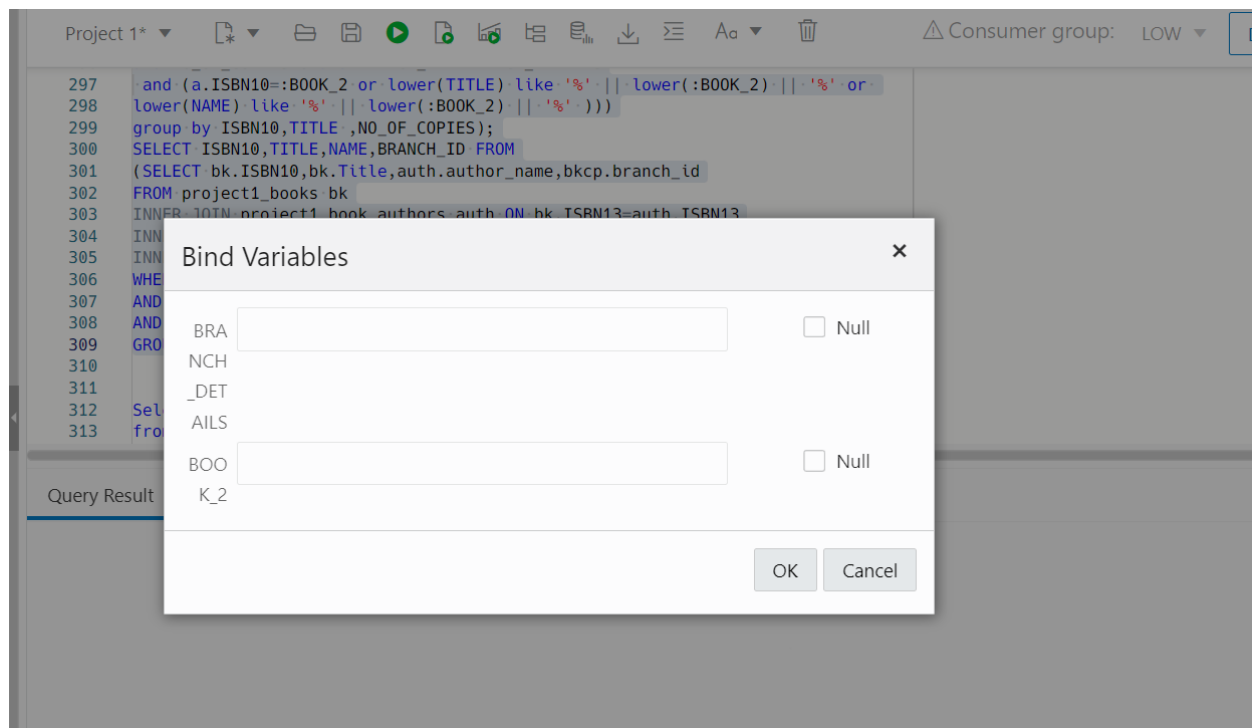 Project 1*
Aa
Consumer group: LOW
297 and (a.ISBN10=:BOOK_2 or lower(TITLE) like '%' || lower(:BOOK_2) || '%' or
298 lower(NAME) like '%' || lower(:BOOK_2) || '%' )))
299 group by ISBN10,TITLE ,NO_OF_COPIES);
300 SELECT ISBN10,TITLE,NAME,BRANCH_ID FROM
301 (SELECT bk.ISBN10,bk.Title,auth.author_name,bkcp.branch_id
302 FROM project1_books bk
303 INNER JOIN project1_book_authors auth ON bk.ISBN13=auth.ISBN13
304 INN
305 INN
306 WHE
307 AND
308 AND
309 GRO
310
311
312 Sel
313 fro
Bind Variables
BRA
NCH
_DET
AILS
Null
BOO
K_2
Null
OK Cancel
Query Result